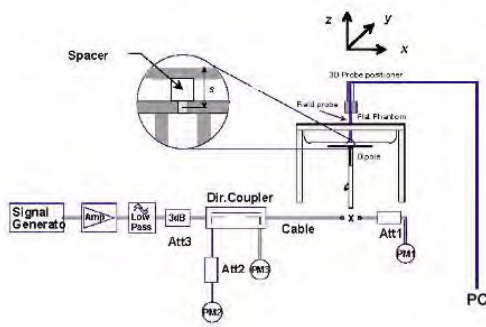 z
y
x
Spacer
s
3D Probe positioner
Field probe
Flat Phantom
Dipole
Signal
Generato
Amp
Low
Pass
3dB
Att3
Dir.Coupler
Cable
x
Att1
PM1
Att2
PM3
PM2
PC